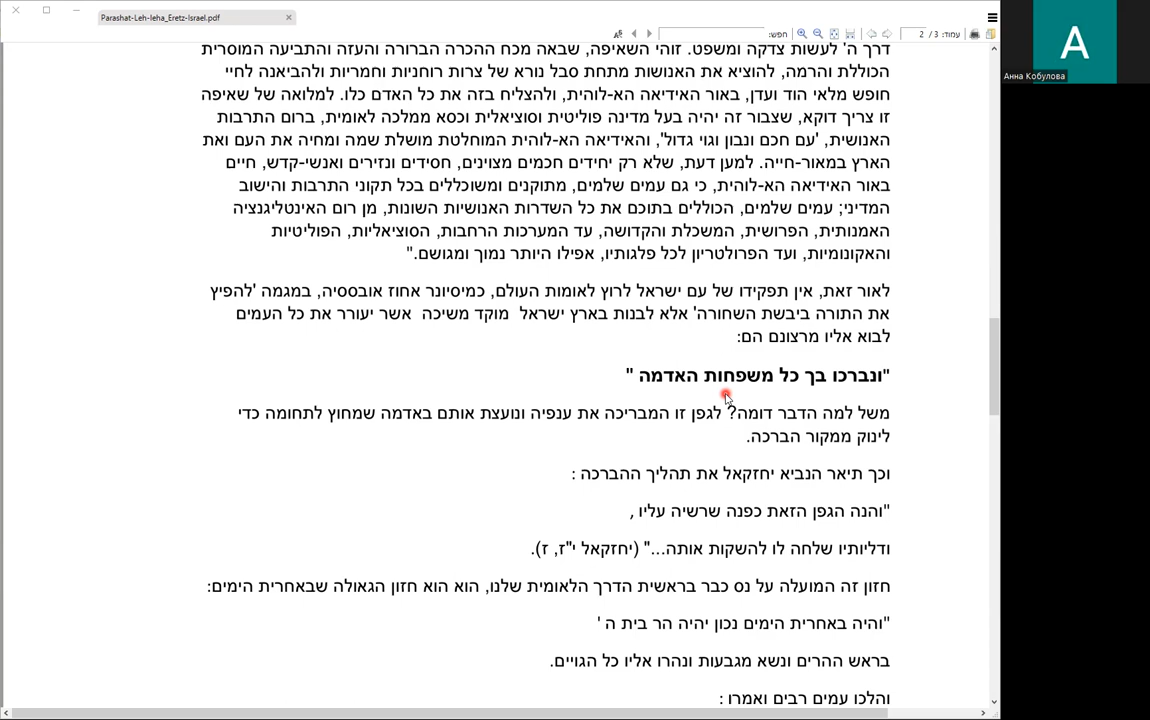 Parashat-Leh-leha_Eretz-Israel.pdf
חיפש:
עמוד: 2 / 3
A
Анна Кобулова
דרך ה' לעשות צדקה ומשפט. זוהי השאיפה, שבאה מכח ההכרה הברורה והעזה והתביעה המוסרית
הכוללת והרמה, להוציא את האנושות מתחת סבל נורא של צרות רוחניות וחמריות ולהביאנה לחיי
חופש מלאי הוד ועדן, באור האידיאה הא-לוהית, ולהצליח בזה את כל האדם כלו. למלואה של שאיפה
זו צריך דוקא, שצבור זה יהיה בעל מדינה פוליטית וסוציאלית וכסא ממלכה לאומית, ברום התרבות
האנושית, 'עם חכם ונבון וגוי גדול', והאידיאה הא-לוהית המוחלטת מושלת שמה ומחיה את העם ואת
הארץ במאור-חייה. למען דעת, שלא רק יחידים חכמים מצוינים, חסידים ונזירים ואנשי-קדש, חיים
באור האידיאה הא-לוהית, כי גם עמים שלמים, מתוקנים ומשוכללים בכל תקוני התרבות והישוב
המדיני; עמים שלמים, הכוללים בתוכם את כל השדרות האנושיות השונות, מן רום האינטליגנציה
האמנותית, הפרושית, המשכלת והקדושה, עד המערכות הרחבות, הסוציאליות, הפוליטיות
והאקונומיות, ועד הפרולטריון לכל פלגותיו, אפילו היותר נמוך ומגושם."
לאור זאת, אין תפקידו של עם ישראל לרוץ לאומות העולם, כמיסיונר אחוז אובססיה, במגמה 'להפיץ
את התורה ביבשת השחורה' אלא לבנות בארץ ישראל מוקד משיכה אשר יעורר את כל העמים
לבוא אליו מרצונם הם:
"ונברכו בך כל משפחות האדמה "
משל למה הדבר דומה? לגפן זו המבריכה את ענפיה ונועצת אותם באדמה שמחוץ לתחומה כדי
לינוק ממקור הברכה.
וכך תיאר הנביא יחזקאל את תהליך ההברכה :
"והנה הגפן הזאת כפנה שרשיה עליו ,
ודליותיו שלחה לו להשקות אותה..." (יחזקאל י"ז, ז).
חזון זה המועלה על נס כבר בראשית הדרך הלאומית שלנו, הוא הוא חזון הגאולה שבאחרית הימים:
"והיה באחרית הימים נכון יהיה הר בית ה '
בראש ההרים ונשא מגבעות ונהרו אליו כל הגויים.
והלכו עמים רבים ואמרו :